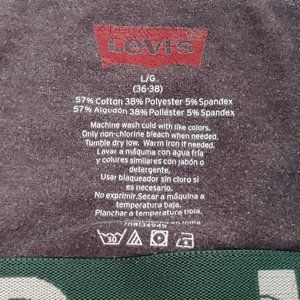 Levi's
L/G
(36-38)
57% Cotton 38% Polyester 5% Spandex
57% Algodón 38% Poliéster 5% Spandex
Machine wash cold with like colors.
Only non-chlorine bleach when needed.
Tumble dry low. Warm iron if needed.
Lavar a máquina con agua fría
y colores similares con jabón o
detergente.
Usar blaqueador sin cloro si
es necesario.
No exprimir.Secar a máquina a
temperatura baja.
Planchar a temperatura tibia.
30